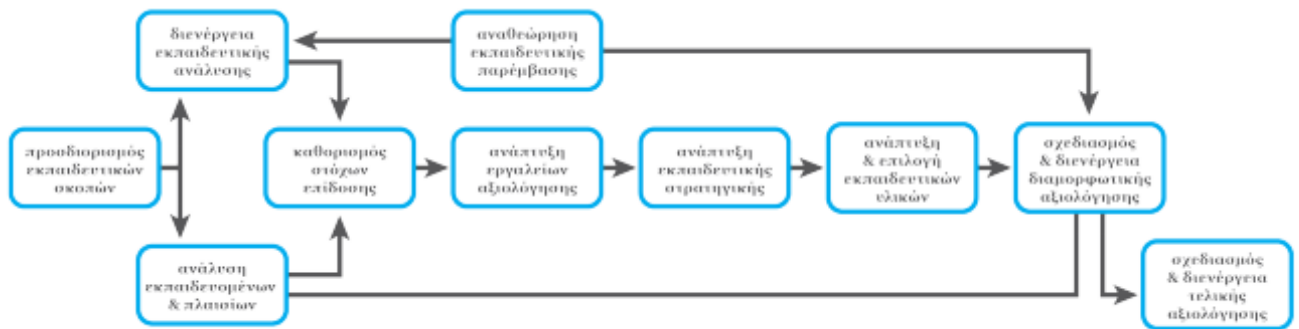 διενέργεια
εκπαιδευτικής
ανάλυσης
αναθεώρηση
εκπαιδευτικής
παρέμβασης
προσδιορισμός
εκπαιδευτικών
σκοπών
καθορισμός
στόχων
επίδοσης
ανάπτυξη
εργαλείων
αξιολόγησης
ανάπτυξη
εκπαιδευτικής
στρατηγικής
ανάπτυξη
& επιλογή
εκπαιδευτικών
υλικών
σχεδιασμός
& διενέργεια
διαμορφωτικής
αξιολόγησης
ανάλυση
εκπαιδευομένων
& πλαισίων
σχεδιασμός
& διενέργεια
τελικής
αξιολόγησης